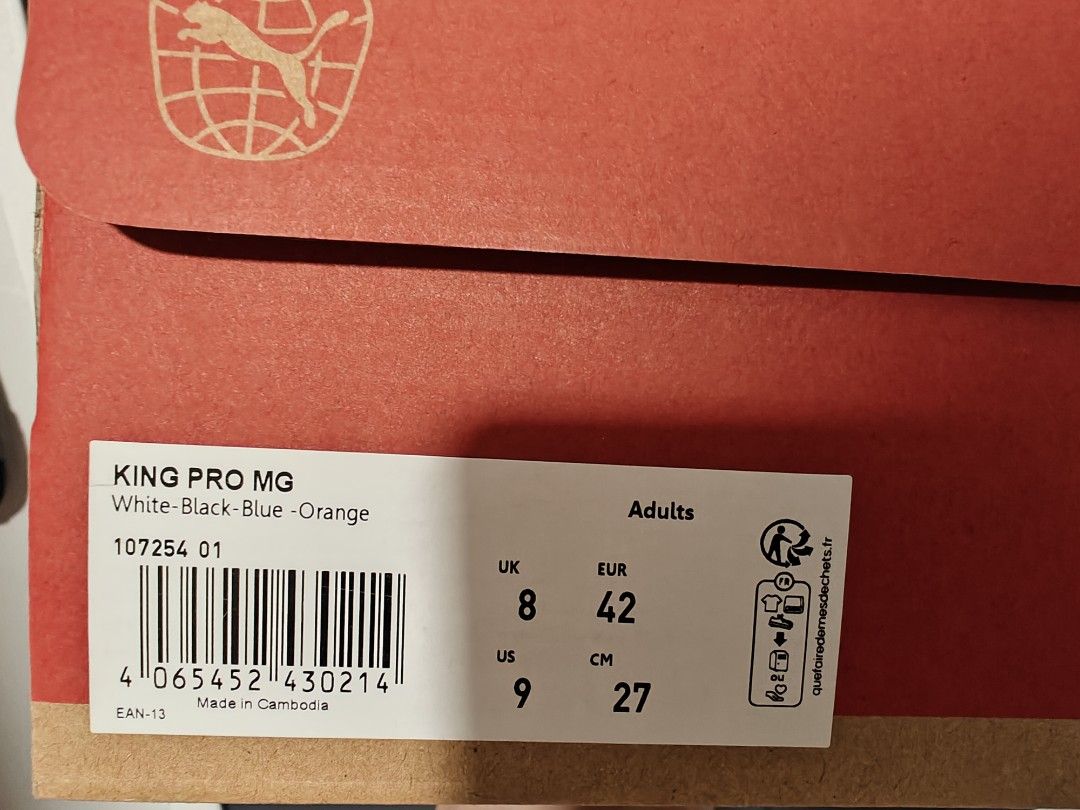 KING PRO MG
White-Black-Blue -Orange
Adults
107254 01
UK
8
EUR
42
US
9
CM
27
4 065452 430214
EAN-13
Made in Cambodia
FR
quefairedemesdechets.fr